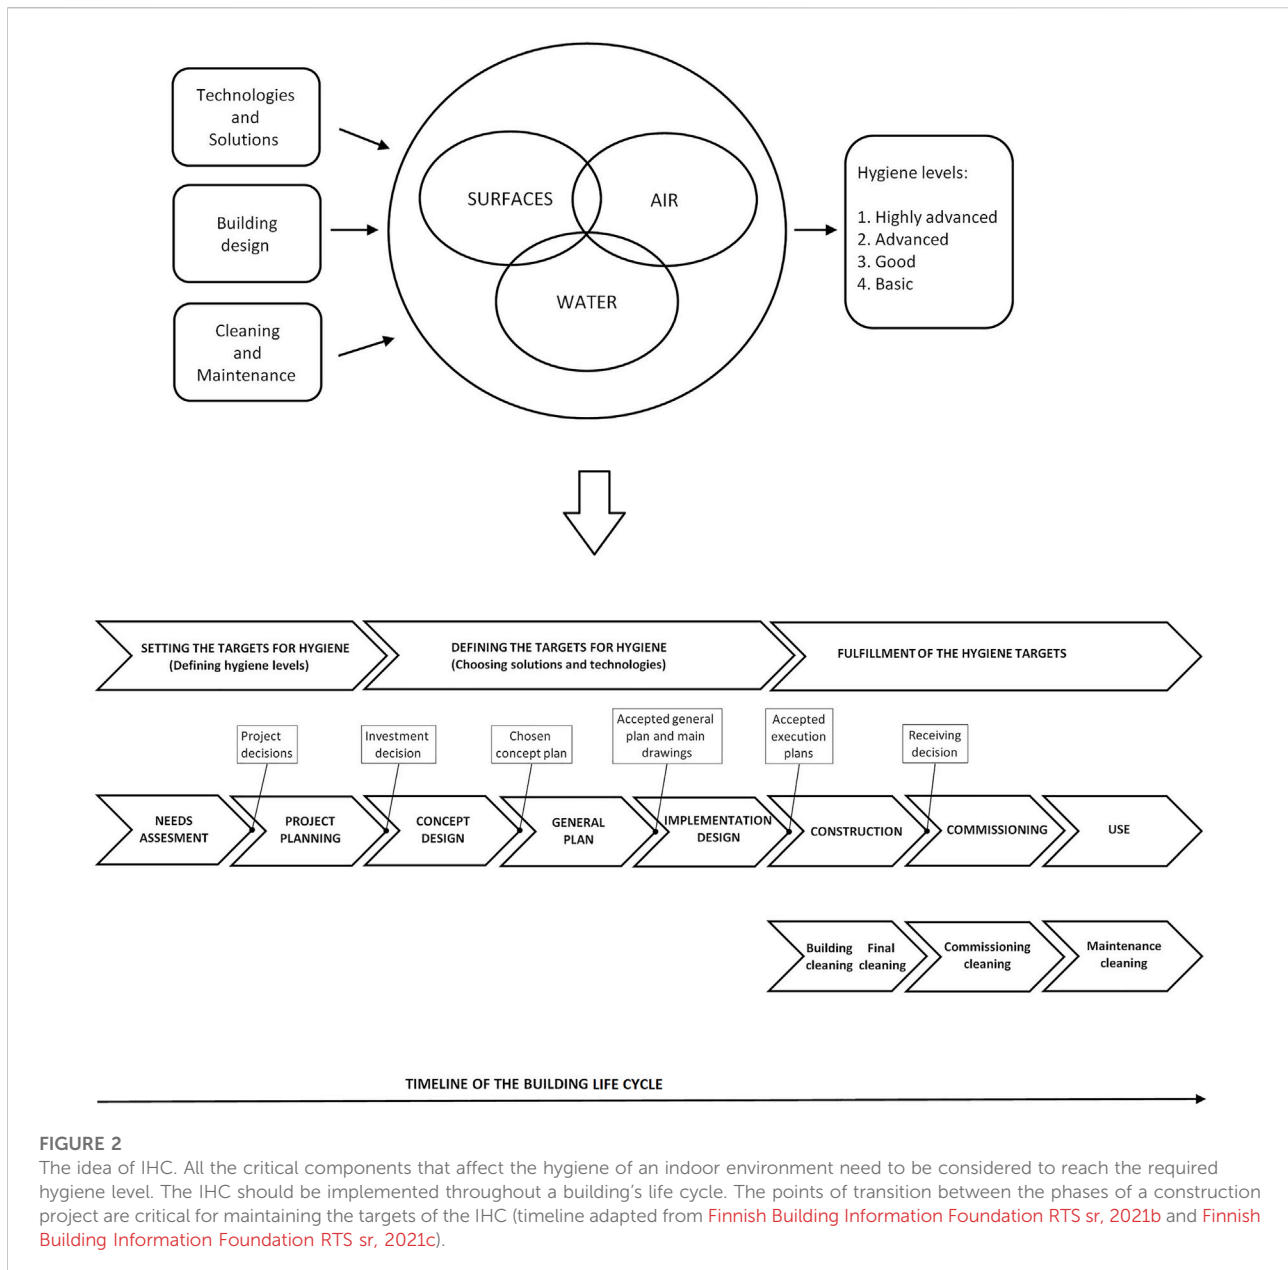 Technologies
and
Solutions
Building
design
Cleaning
and
Maintenance
SURFACES
AIR
WATER
Hygiene levels:
1. Highly advanced
2. Advanced
3. Good
4. Basic
SETTING THE TARGETS FOR HYGIENE
(Defining hygiene levels)
DEFINING THE TARGETS FOR HYGIENE
(Choosing solutions and technologies)
FULFILLMENT OF THE HYGIENE TARGETS
Project
decisions
Investment
decision
Chosen
concept plan
Accepted general
plan and main
drawings
Accepted
execution
plans
Receiving
decision
NEEDS
ASSESMENT
PROJECT
PLANNING
CONCEPT
DESIGN
GENERAL
PLAN
IMPLEMENTATION
DESIGN
CONSTRUCTION
COMMISSIONING
USE
Building
cleaning
Final
cleaning
Commissioning
cleaning
Maintenance
cleaning
TIMELINE OF THE BUILDING LIFE CYCLE
FIGURE 2
The idea of IHC. All the critical components that affect the hygiene of an indoor environment need to be considered to reach the required
hygiene level. The IHC should be implemented throughout a building's life cycle. The points of transition between the phases of a construction
project are critical for maintaining the targets of the IHC (timeline adapted from Finnish Building Information Foundation RTS sr, 2021b and Finnish
Building Information Foundation RTS sr, 2021c).